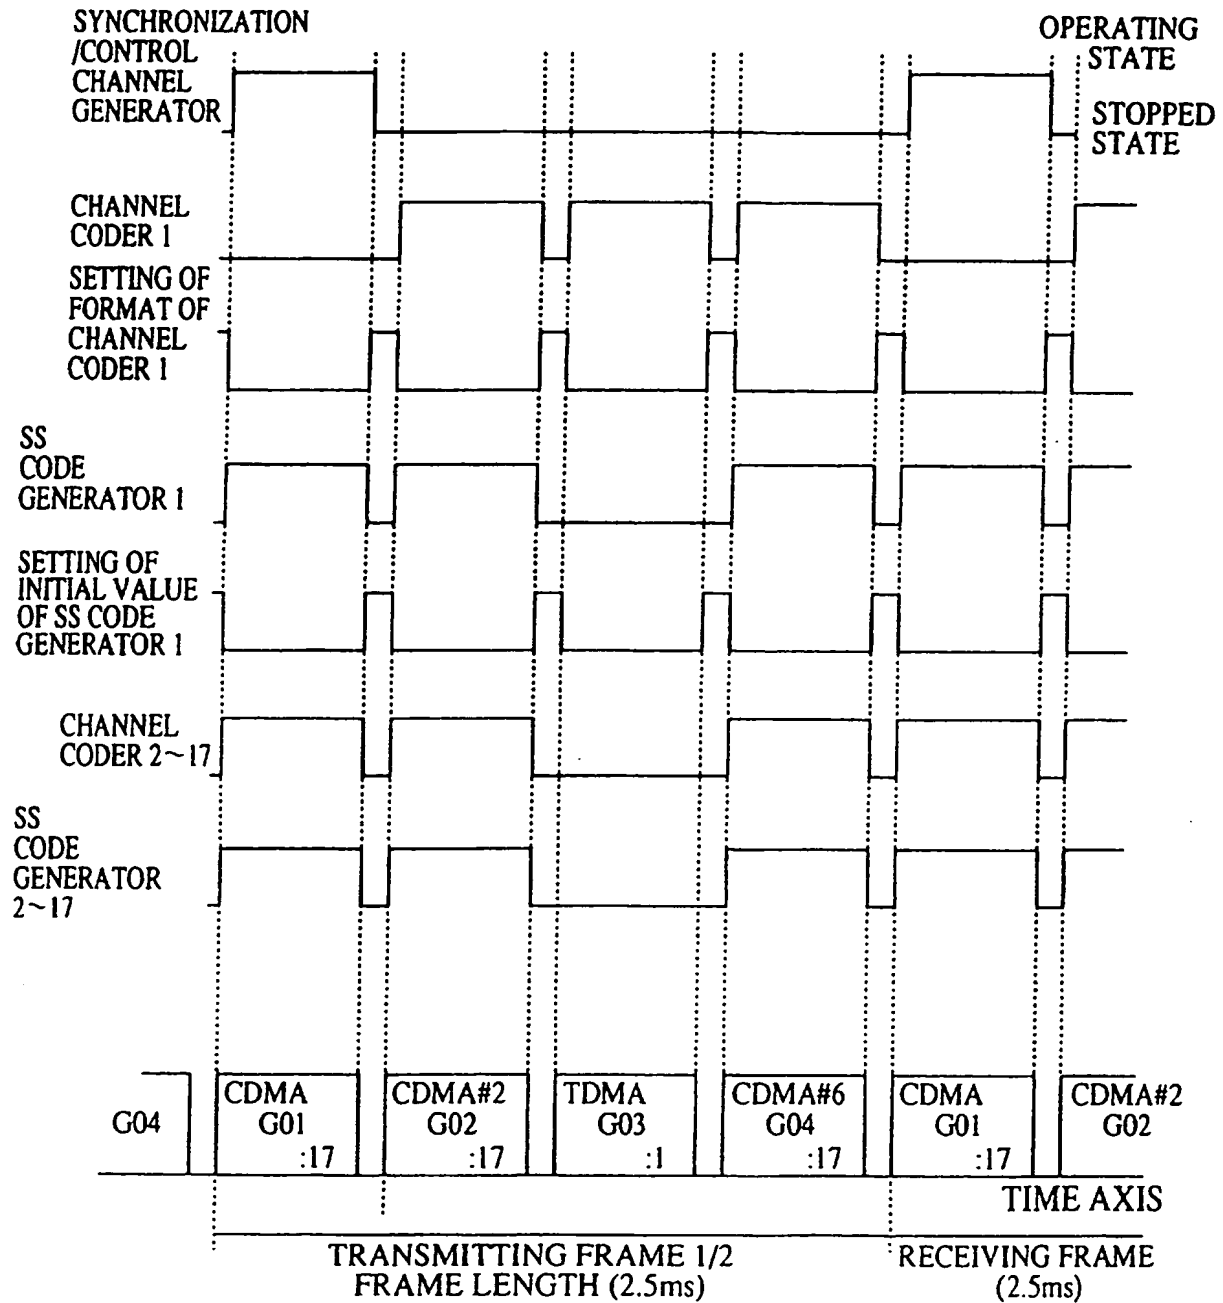 SYNCHRONIZATION
/CONTROL
CHANNEL
GENERATOR
OPERATING
STATE
STOPPED
STATE
CHANNEL
CODER 1
SETTING OF
FORMAT OF
CHANNEL
CODER 1
SS
CODE
GENERATOR 1
SETTING OF
INITIAL VALUE
OF SS CODE
GENERATOR 1
CHANNEL
CODER 2~17
SS
CODE
GENERATOR
2~17
G04
CDMA
G01
:17
CDMA#2
G02
:17
TDMA
G03
:1
CDMA#6
G04
:17
CDMA
G01
:17
CDMA#2
G02
TIME AXIS
TRANSMITTING FRAME 1/2
FRAME LENGTH (2.5ms)
RECEIVING FRAME
(2.5ms)